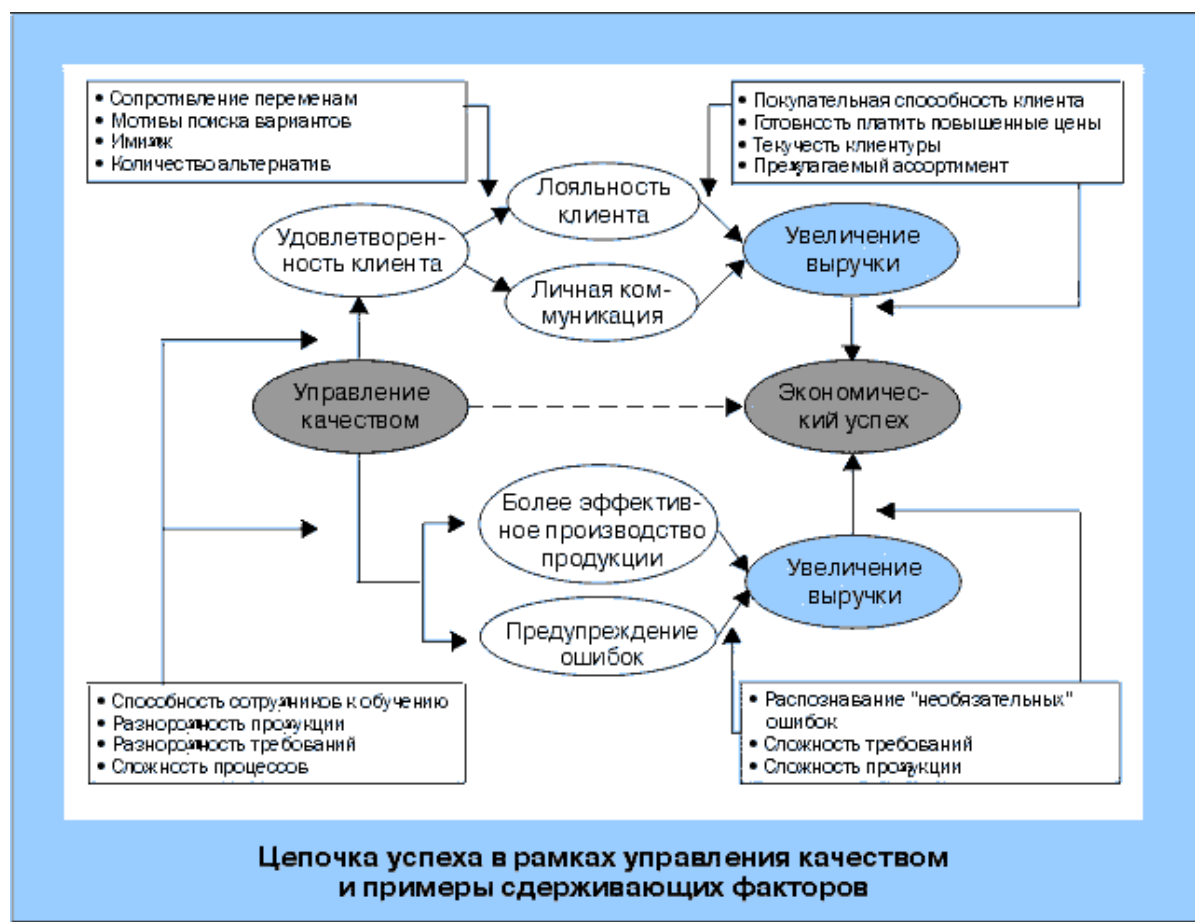 • Сопротивление переменам
• Мотивы поиска вариантов
• Имидж
• Количество альтернатив
• Покупательная способность клиента
• Готовность платить повышенные цены
• Текучесть клиентуры
• Предлагаемый ассортимент
Лояльность
клиента
Удовлетворен-
ность клиента
Увеличение
выручки
Личная ком-
муникация
Управление
качеством
Экономичес-
кий успех
Более эффектив-
ное производство
продукции
Увеличение
выручки
Предупреждение
ошибок
• Способность сотрудников к обучению
• Разнородность продукции
• Разнородность требований
• Сложность процессов
• Распознавание "необязательных"
ошибок
• Сложность требований
• Сложность продукции
Цепочка успеха в рамках управления качеством
и примеры сдерживающих факторов